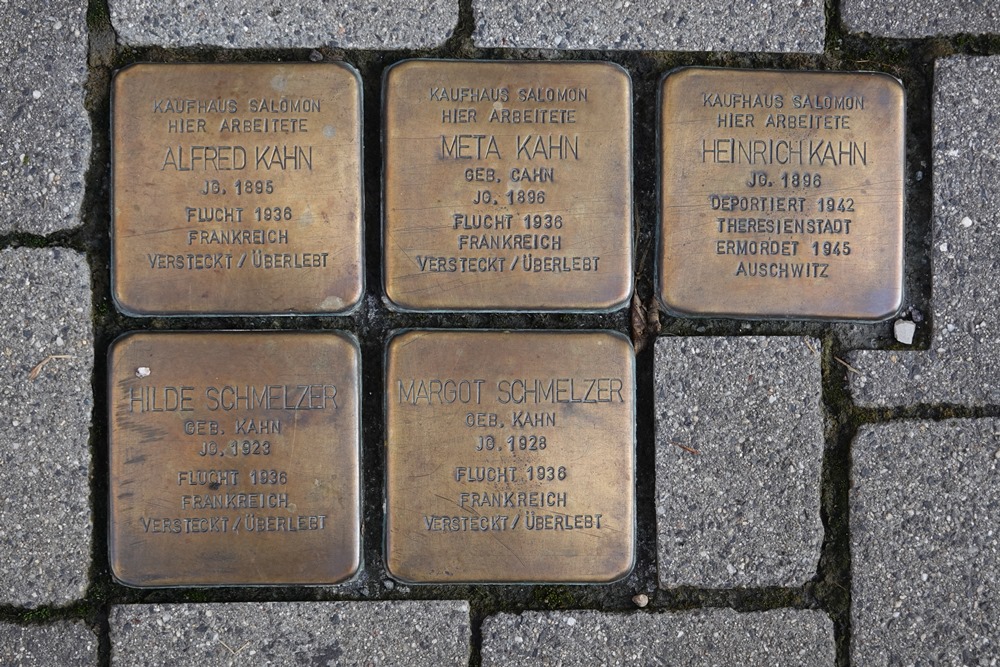 KAUFHAUS SALOMON
HIER ARBEITETE
ALFRED KAHN
JG. 1895
FLUCHT 1936
FRANKREICH
VERSTECKT / ÜBERLEBT
KAUFHAUS SALOMON
HIER ARBEITETE
META KAHN
GEB. CAHN
JG. 1896
FLUCHT 1936
FRANKREICH
VERSTECKT / ÜBERLEBT
KAUFHAUS SALOMON
HIER ARBEITETE
HEINRICH KAHN
JG. 1896
DEPORTIERT 1942
THERESIENSTADT
ERMORDET 1945
AUSCHWITZ
HILDE SCHMELZER
GEB. KAHN
JG. 1923
FLUCHT 1936
FRANKREICH
VERSTECKT / ÜBERLEBT
MARGOT SCHMELZER
GEB. KAHN
JG. 1928
FLUCHT 1936
FRANKREICH
VERSTECKT / ÜBERLEBT